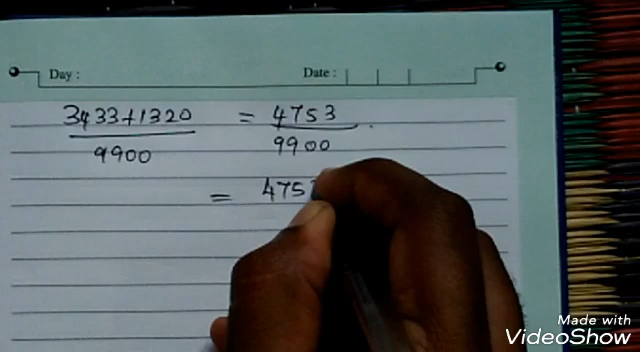 Day : Date :
3433+1320 = 4753 .
9900 9900
= 475
Made with
VideoShow